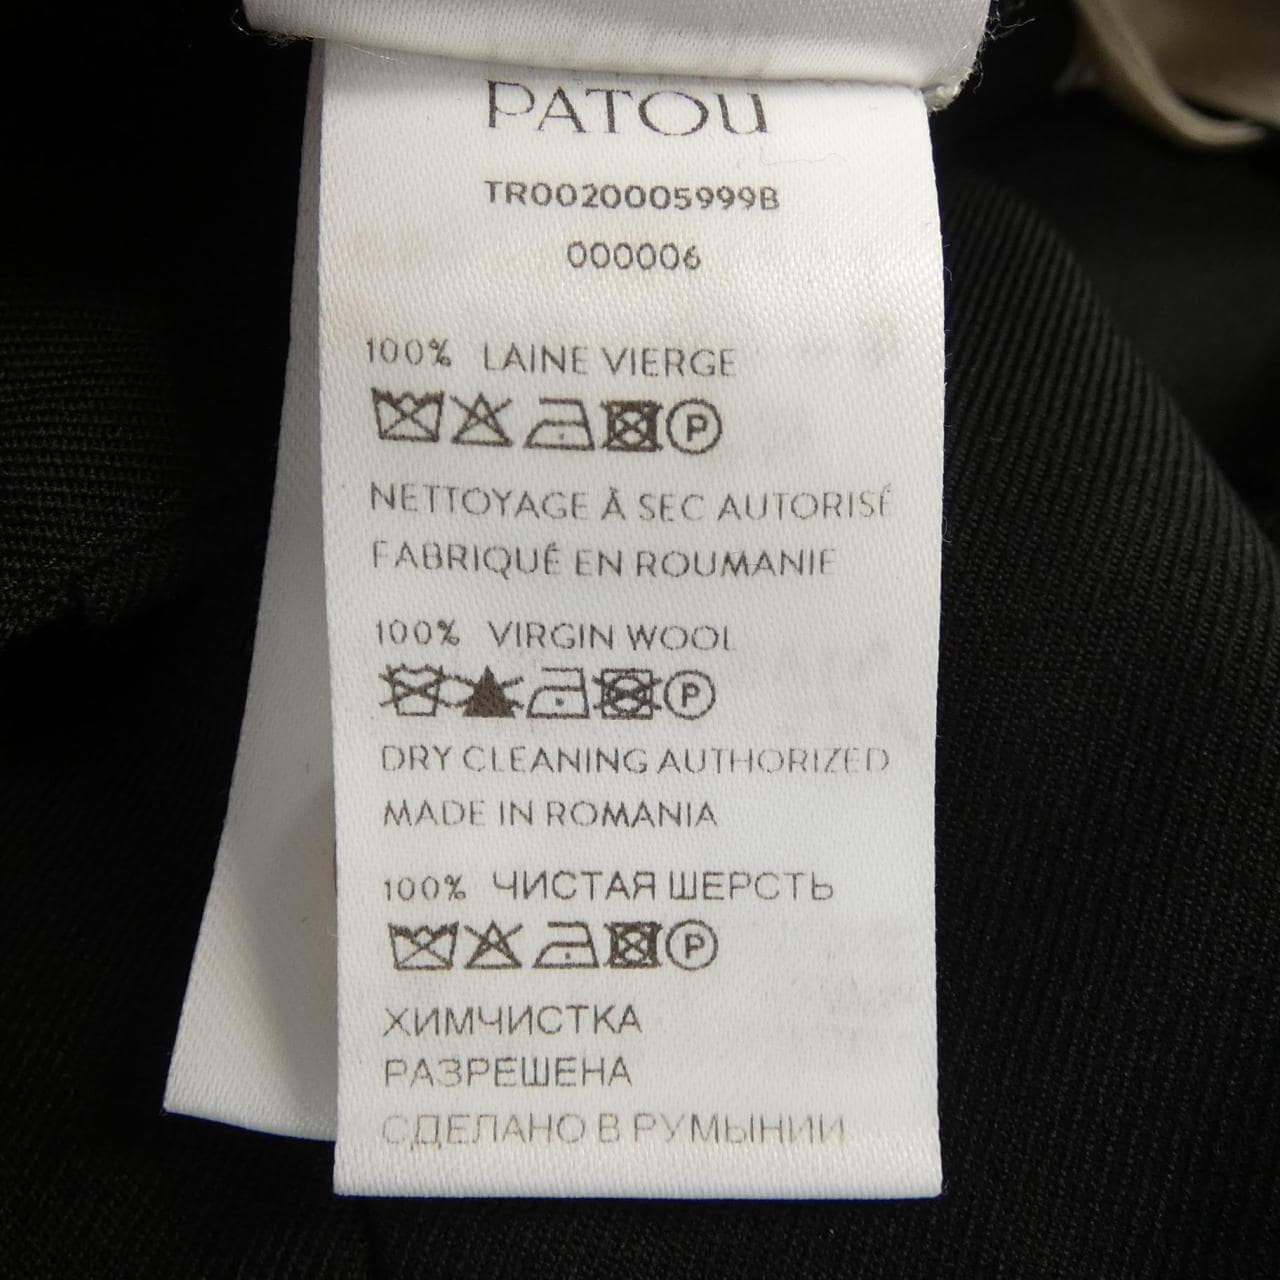 PATOU
TR0020005999B
000006
100% LAINE VIERGE
P
NETTOYAGE À SEC AUTORISÉ
FABRIQUÉ EN ROUMANIE
100% VIRGIN WOOL
P
DRY CLEANING AUTHORIZED
MADE IN ROMANIA
100% ЧИСТАЯ ШЕРСТЬ
P
ХИМЧИСТКА
РАЗРЕШЕНА
СДЕЛАНО В РУМЫНИИ